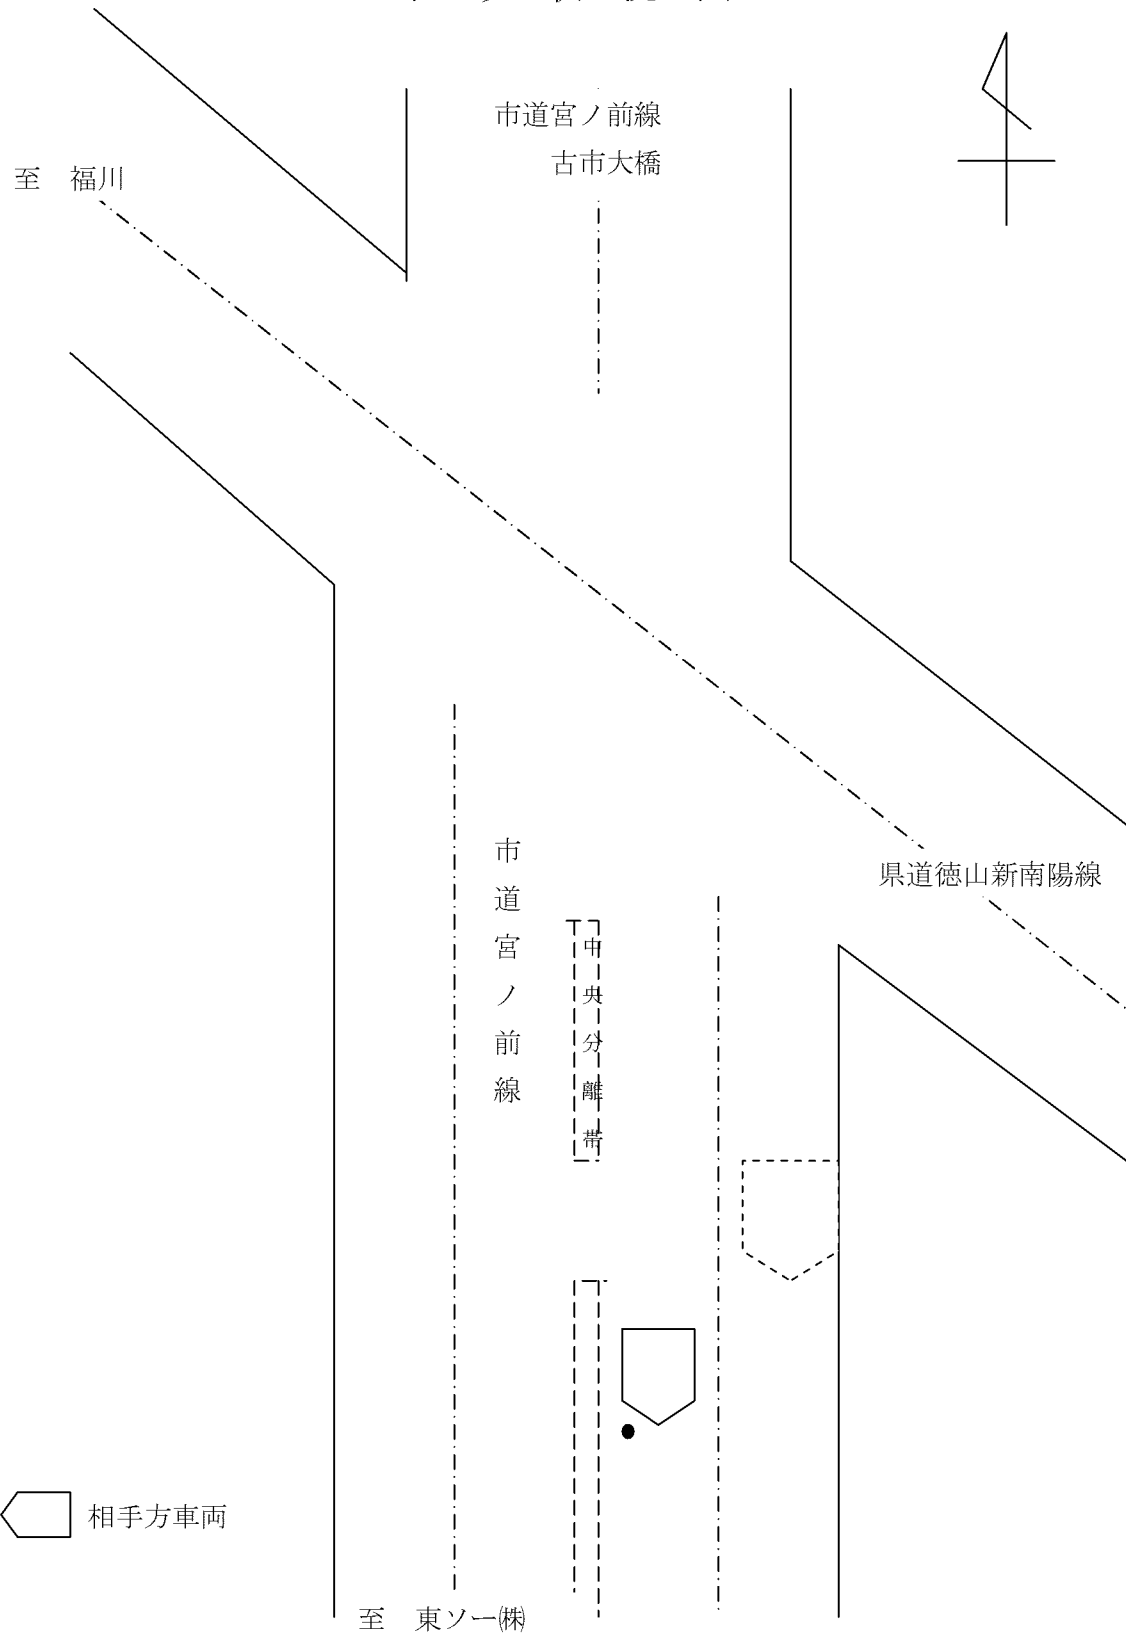 市道宮ノ前線
古市大橋
至　福川
市道宮ノ前線
県道徳山新南陽線
中央分離帯
相手方車両
至　東ソー㈱